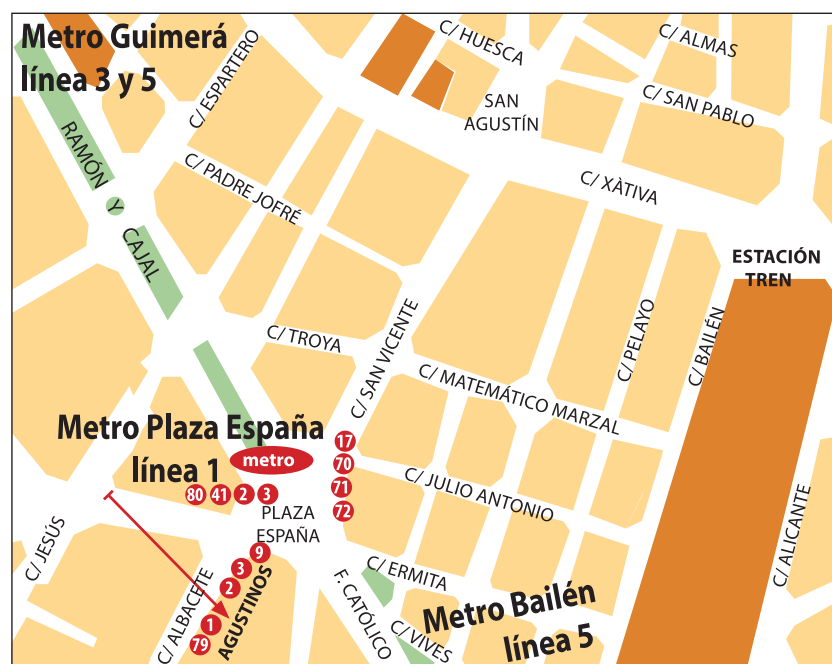 Metro Guimerá
línea 3 y 5
C/ ESPARTERO
C/ HUESCA
C/ ALMAS
SAN
AGUSTÍN
C/ SAN PABLO
RAMÓN Y CAJAL
C/ PADRE JOFRÉ
C/ XÀTIVA
ESTACIÓN
TREN
C/ TROYA
C/ SAN VICENTE
C/ PELAYO
C/ BAILÉN
C/ MATEMÁTICO MARZAL
Metro Plaza España
línea 1
metro
17
70
71
72
80 41 2 3
PLAZA
ESPAÑA
C/ JULIO ANTONIO
C/ JESÚS
9
3
2
1
79
C/ ALBACETE
AGUSTINOS
F. CATÓLICO
C/ ERMITA
C/ VIVES
Metro Bailén
línea 5
C/ ALICANTE